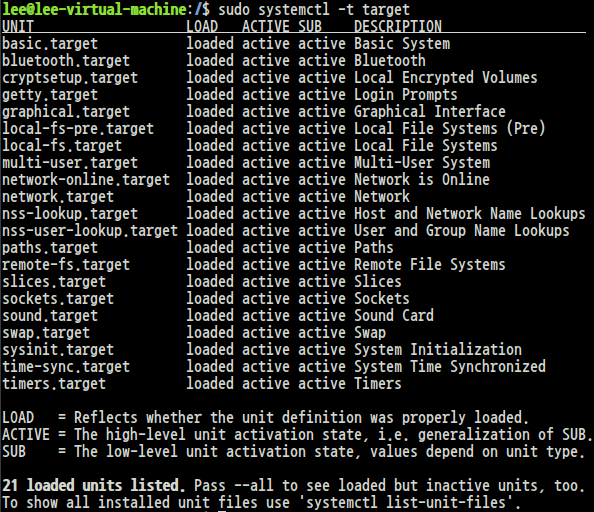 lee@lee-virtual-machine:/$ sudo systemctl -t target
UNIT                   LOAD   ACTIVE SUB    DESCRIPTION
basic.target           loaded active active Basic System
bluetooth.target       loaded active active Bluetooth
cryptsetup.target      loaded active active Local Encrypted Volumes
getty.target           loaded active active Login Prompts
graphical.target       loaded active active Graphical Interface
local-fs-pre.target    loaded active active Local File Systems (Pre)
local-fs.target        loaded active active Local File Systems
multi-user.target      loaded active active Multi-User System
network-online.target  loaded active active Network is Online
network.target         loaded active active Network
nss-lookup.target      loaded active active Host and Network Name Lookups
nss-user-lookup.target loaded active active User and Group Name Lookups
paths.target           loaded active active Paths
remote-fs.target       loaded active active Remote File Systems
slices.target          loaded active active Slices
sockets.target         loaded active active Sockets
sound.target           loaded active active Sound Card
swap.target            loaded active active Swap
sysinit.target         loaded active active System Initialization
time-sync.target       loaded active active System Time Synchronized
timers.target          loaded active active Timers

LOAD   = Reflects whether the unit definition was properly loaded.
ACTIVE = The high-level unit activation state, i.e. generalization of SUB.
SUB    = The low-level unit activation state, values depend on unit type.

21 loaded units listed. Pass --all to see loaded but inactive units, too.
To show all installed unit files use 'systemctl list-unit-files'.